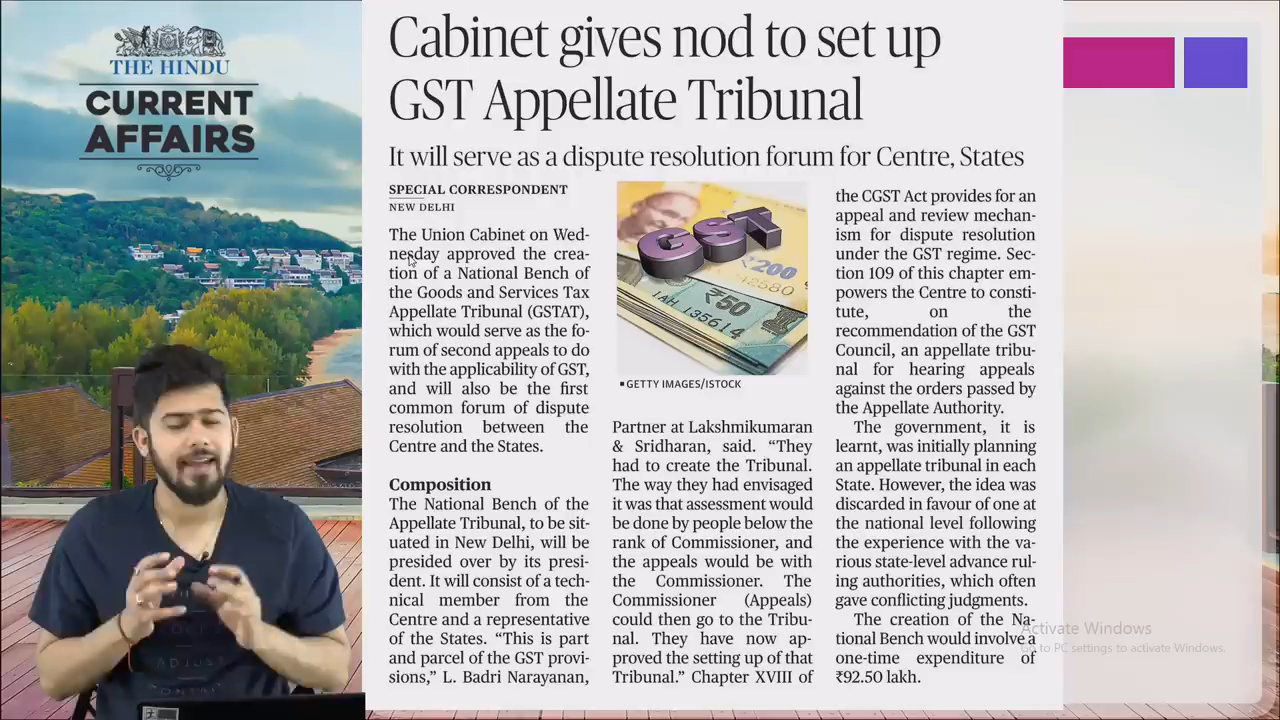 THE HINDU
CURRENT
AFFAIRS
Cabinet gives nod to set up
GST Appellate Tribunal
It will serve as a dispute resolution forum for Centre, States
SPECIAL CORRESPONDENT
NEW DELHI
The Union Cabinet on Wed-
nesday approved the crea-
tion of a National Bench of
the Goods and Services Tax
Appellate Tribunal (GSTAT),
which would serve as the fo-
rum of second appeals to do
with the applicability of GST,
and will also be the first
common forum of dispute
resolution between the
Centre and the States.
Composition
The National Bench of the
Appellate Tribunal, to be sit-
uated in New Delhi, will be
presided over by its presi-
dent. It will consist of a tech-
nical member from the
Centre and a representative
of the States. “This is part
and parcel of the GST provi-
sions,” L. Badri Narayanan,
GST
₹200
42580
₹50
1AH 135614
■ GETTY IMAGES/ISTOCK
Partner at Lakshmikumaran
& Sridharan, said. “They
had to create the Tribunal.
The way they had envisaged
it was that assessment would
be done by people below the
rank of Commissioner, and
the appeals would be with
the Commissioner. The
Commissioner (Appeals)
could then go to the Tribu-
nal. They have now ap-
proved the setting up of that
Tribunal.” Chapter XVIII of
the CGST Act provides for an
appeal and review mechan-
ism for dispute resolution
under the GST regime. Sec-
tion 109 of this chapter em-
powers the Centre to consti-
tute, on the
recommendation of the GST
Council, an appellate tribu-
nal for hearing appeals
against the orders passed by
the Appellate Authority.
The government, it is
learnt, was initially planning
an appellate tribunal in each
State. However, the idea was
discarded in favour of one at
the national level following
the experience with the va-
rious state-level advance rul-
ing authorities, which often
gave conflicting judgments.
The creation of the Na-
tional Bench would involve a
one-time expenditure of
₹92.50 lakh.
Activate Windows
Go to PC settings to activate Windows.